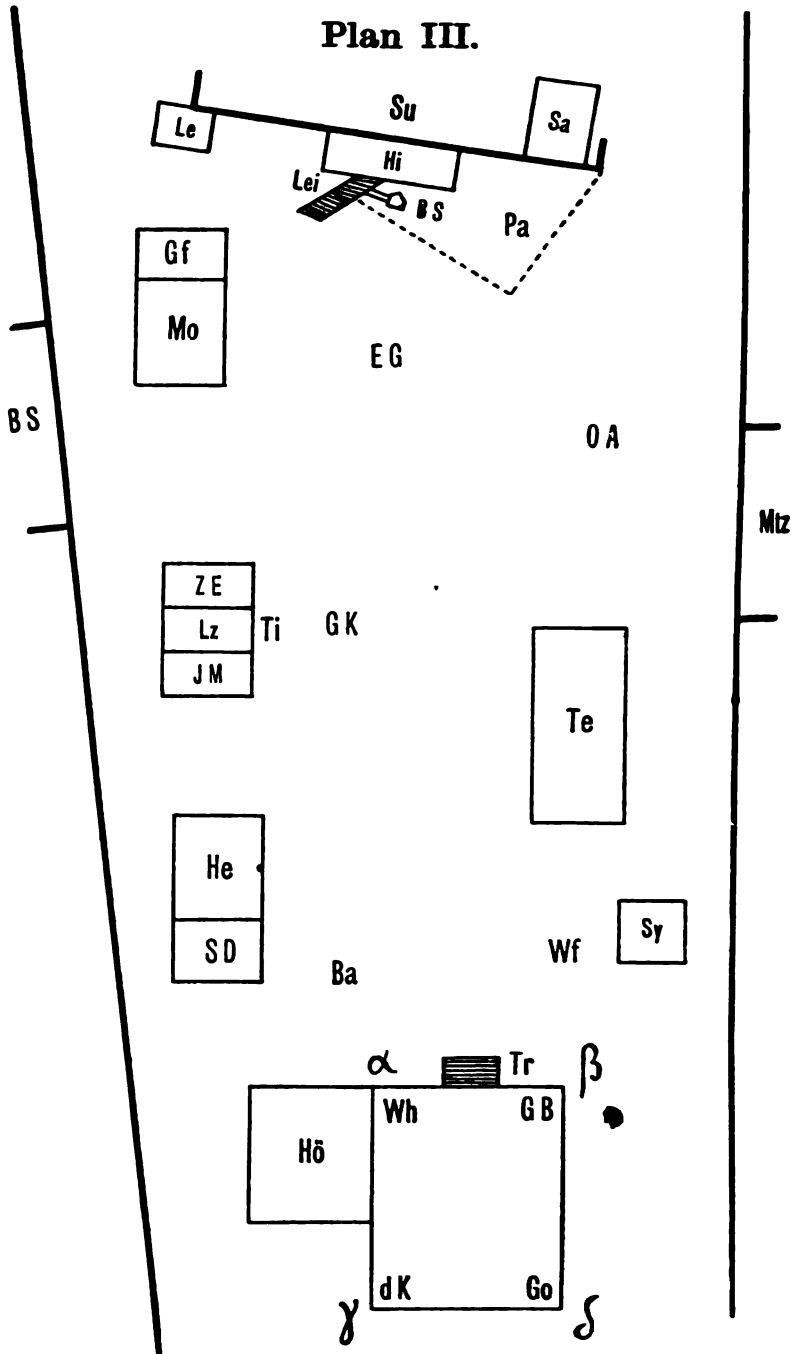 Plan III.
Su
Le
Sa
Hi
Lei
BS
Pa
Gf
Mo
EG
BS
OA
Mtz
ZE
Lz
Ti
GK
JM
Te
He
SD
Sy
Wf
Ba
α
Tr
β
Wh
GB
Hö
dK
Go
γ
δ